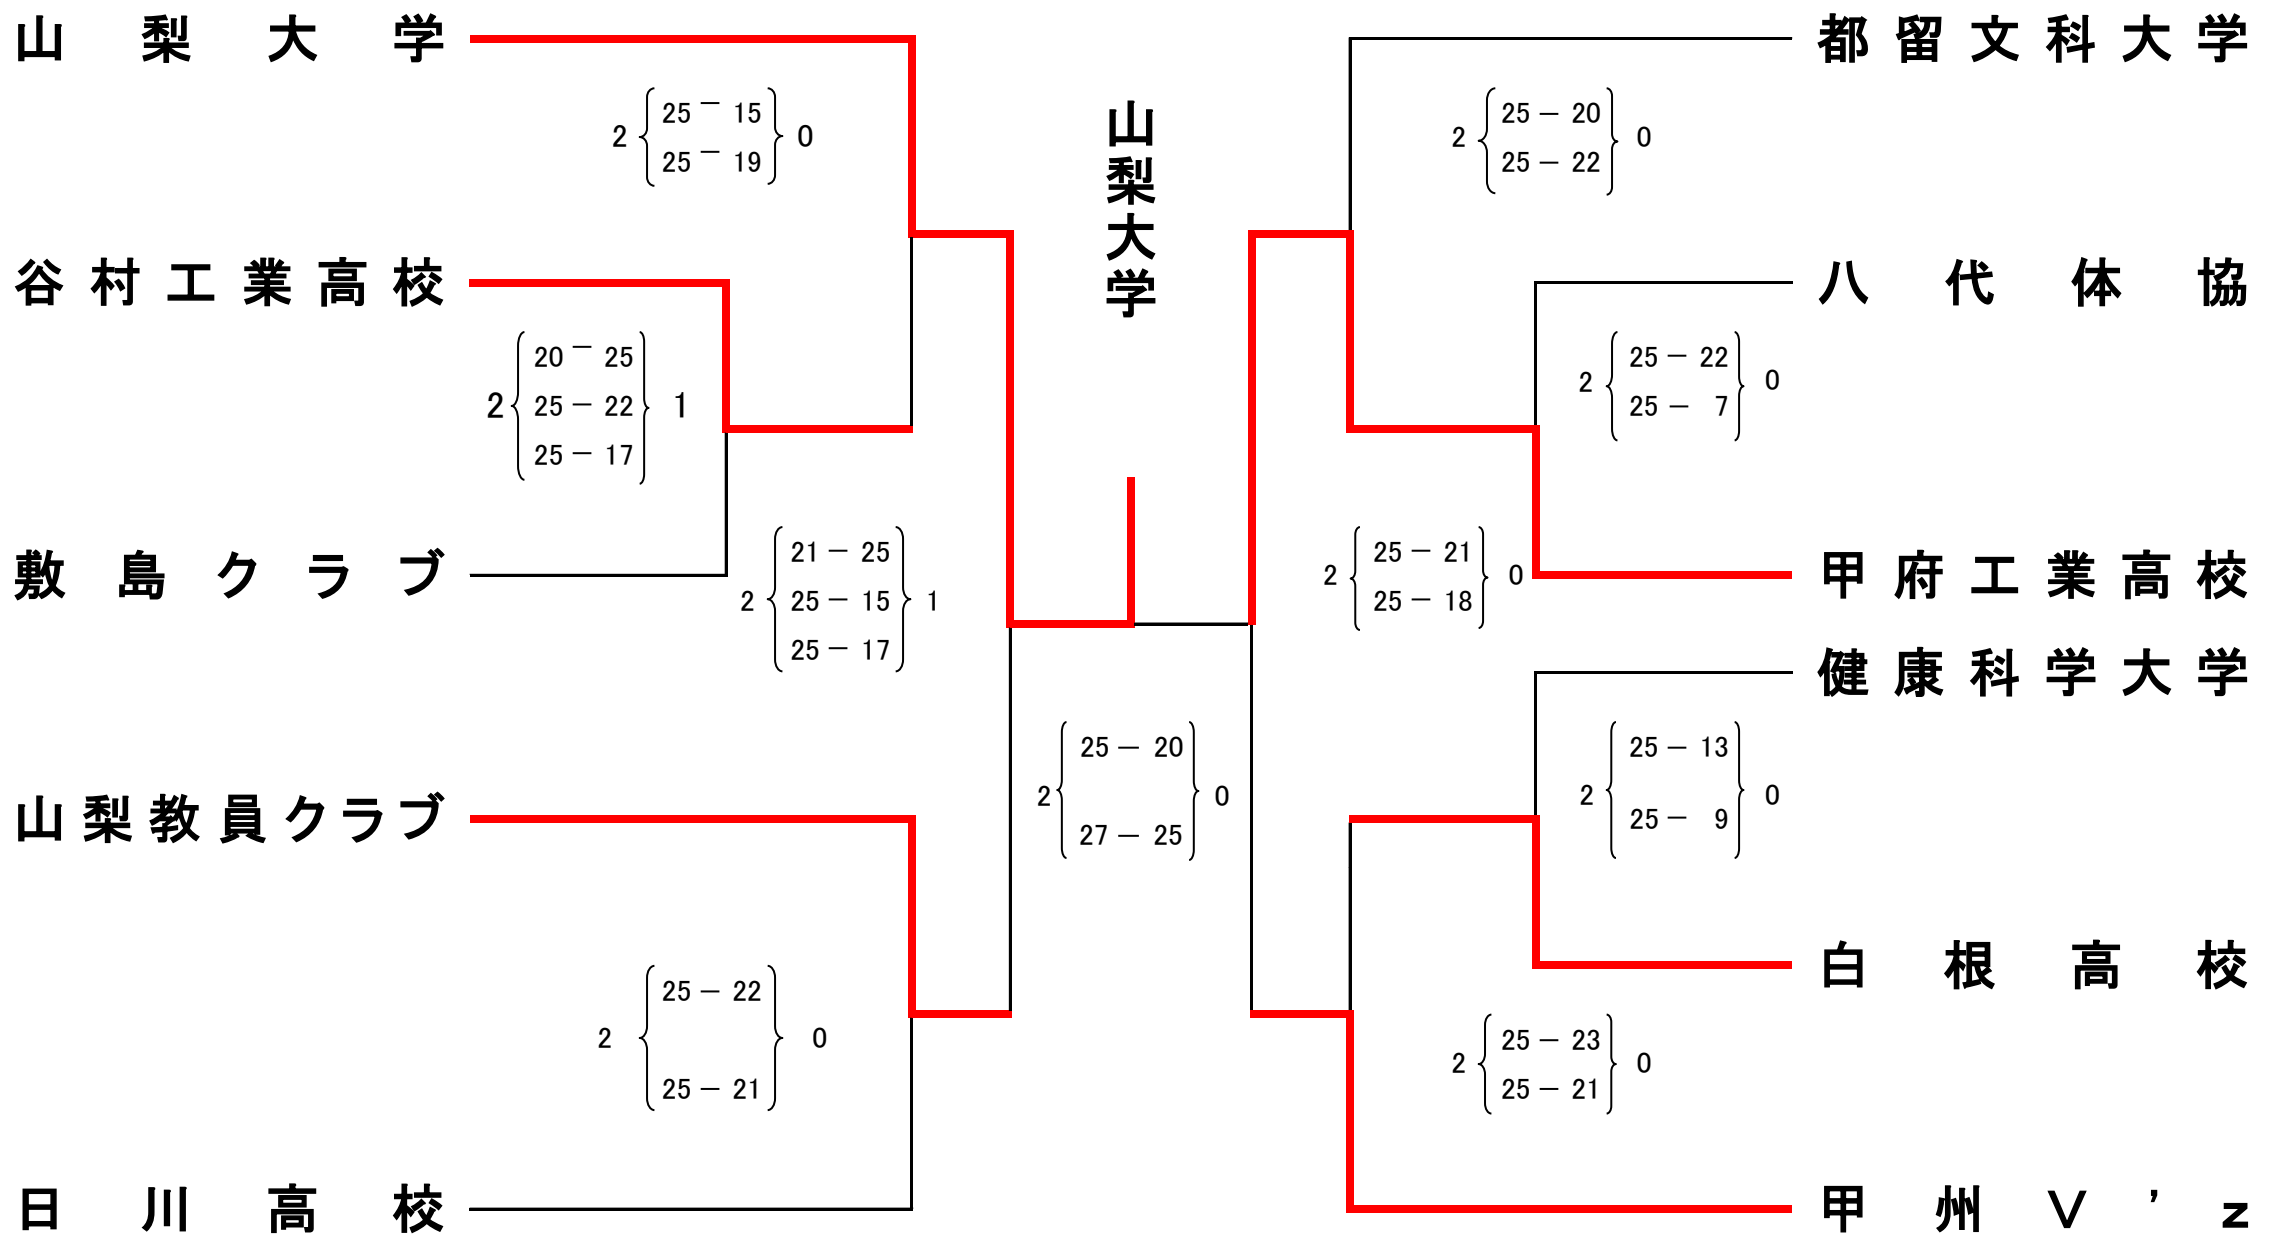 山梨大学
都留文科大学
山梨大学
2 25 － 15 0
25 － 19
2 25 － 20 0
25 － 22
谷村工業高校
八代体協
2 20 － 25 1
25 － 22
25 － 17
2 25 － 22 0
25 － 7
敷島クラブ
甲府工業高校
2 21 － 25 1
25 － 15
25 － 17
2 25 － 21 0
25 － 18
健康科学大学
2 25 － 20 0
27 － 25
2 25 － 13 0
25 － 9
山梨教員クラブ
白根高校
2 25 － 22 0
25 － 21
2 25 － 23 0
25 － 21
日川高校
甲州Ｖ’ｚ